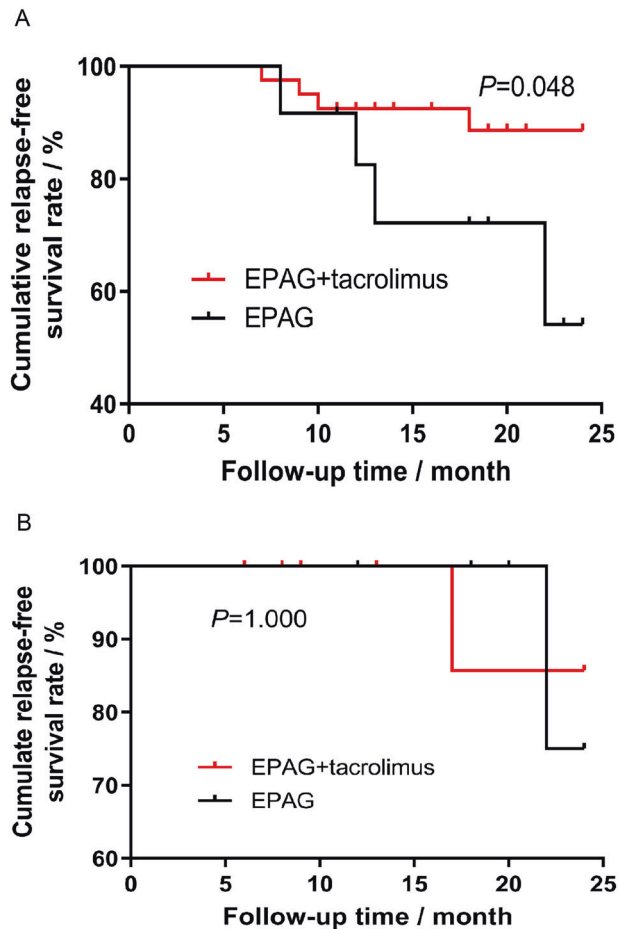 A
Cumulative relapse-free
survival rate / %
100
80
60
40
P=0.048
EPAG+tacrolimus
EPAG
0 5 10 15 20 25
Follow-up time / month
B
Cumulate relapse-free
survival rate / %
100
90
80
70
60
P=1.000
EPAG+tacrolimus
EPAG
0 5 10 15 20 25
Follow-up time / month